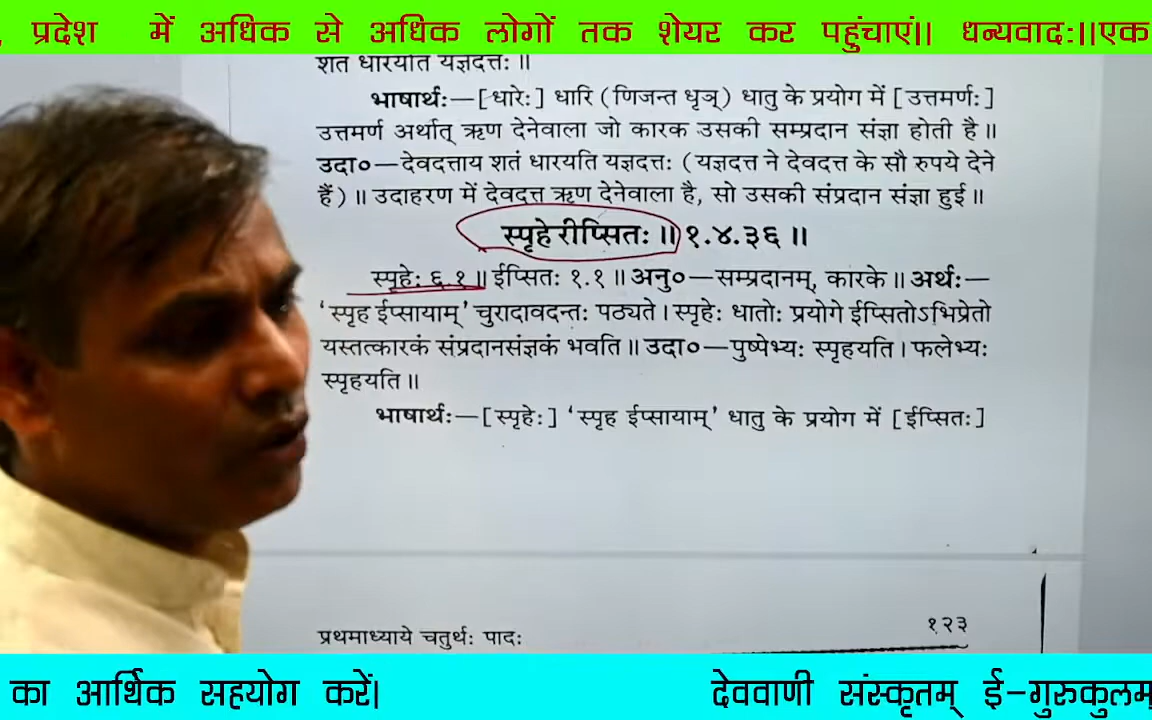 प्रदेश में अधिक से अधिक लोगों तक शेयर कर पहुंचाएं॥ धन्यवादः॥एक
शतं धारयति यज्ञदत्तः ॥
भाषार्थः—[धारेः] धारि (णिजन्त धृञ्) धातु के प्रयोग में [उत्तमर्णः]
उत्तमर्ण अर्थात् ऋण देनेवाला जो कारक उसकी सम्प्रदान संज्ञा होती है ॥
उदा०—देवदत्ताय शतं धारयति यज्ञदत्तः (यज्ञदत्त ने देवदत्त के सौ रुपये देने
हैं) ॥ उदाहरण में देवदत्त ऋण देनेवाला है, सो उसकी संप्रदान संज्ञा हुई ॥
स्पृहेरीप्सितः ॥ १.४.३६ ॥
स्पृहेः ६.१ ॥ ईप्सितः १.१ ॥ अनु०—सम्प्रदानम्, कारके ॥ अर्थः—
'स्पृह ईप्सायाम्' चुरादावदन्तः पठ्यते । स्पृहेः धातोः प्रयोगे ईप्सितोऽभिप्रेतो
यस्तत्कारकं संप्रदानसंज्ञकं भवति ॥ उदा०—पुष्पेभ्यः स्पृहयति । फलेभ्यः
स्पृहयति ॥
भाषार्थः—[स्पृहेः] 'स्पृह ईप्सायाम्' धातु के प्रयोग में [ईप्सितः]
१२३
प्रथमाध्याये चतुर्थः पादः
का आर्थिक सहयोग करें| देववाणी संस्कृतम् ई-गुरुकुलम्